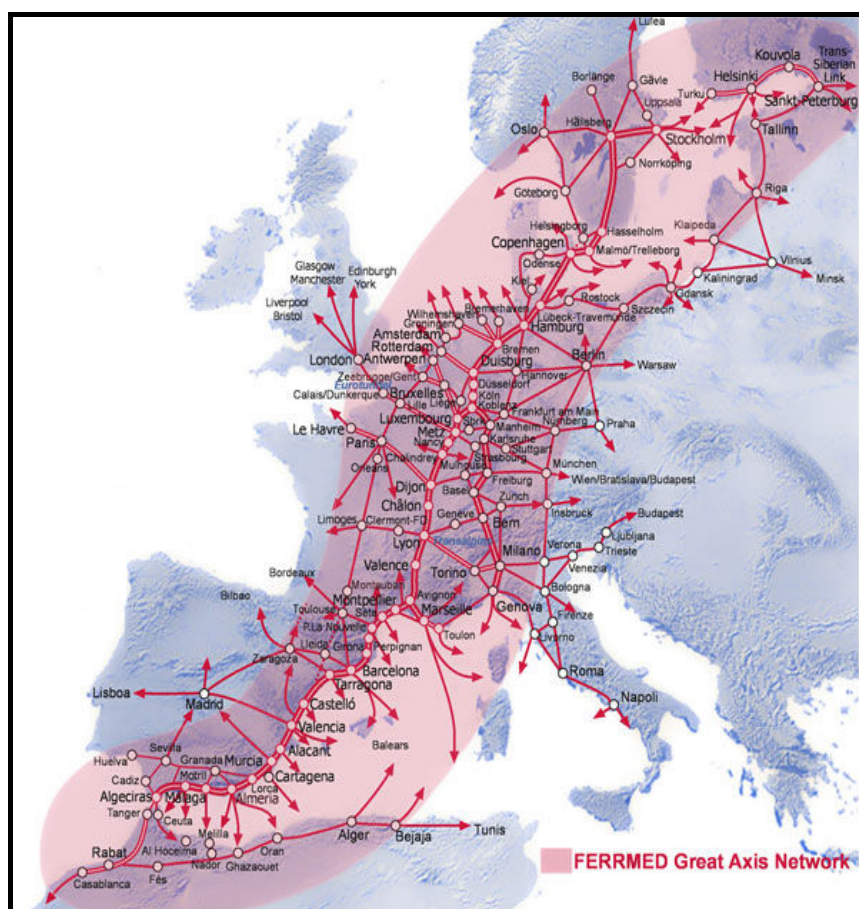 Lulea
Kouvola
Trans-
Siberian
Link
Helsinki
Borlänge
Gävle
Turku
Sankt-Peterburg
Uppsala
Oslo
Hallsberg
Stockholm
Tallinn
Norrköping
Göteborg
Riga
Helsingborg
Hasselholm
Klaipeda
Copenhagen
Malmö/Trelleborg
Odense
Vilnius
Glasgow
Manchester
Edinburgh
York
Kiel
Kaliningrad
Minsk
Liverpool
Bristol
Wilhemshaven
Bremerhaven
Rostock
Gdansk
Groningen
Lübeck-Travemünde
Szczecin
Amsterdam
Hamburg
Rotterdam
Bremen
London
Antwerpen
Duisburg
Berlin
Warsaw
Zeebrugge/Gent
Hannover
Eurotunnel
Bruxelles
Düsseldorf
Calais/Dunkerque
Lille
Liège
Köln
Koblenz
Frankfurt am Main
Luxembourg
Sbrk
Manheim
Nürnberg
Praha
Le Havre
Metz
Karlsruhe
Paris
Nancy
Stuttgart
Chalindrey
Strasbourg
Orleans
Mulhouse
München
Dijon
Freiburg
Wien/Bratislava/Budapest
Basel
Châlon
Zurich
Limoges
Clermont-FD
Genève
Bern
Insbruck
Budapest
Lyon
Transalpine
Ljubljana
Verona
Trieste
Valence
Milano
Venezia
Bordeaux
Torino
Montauban
Bologna
Bilbao
Avignon
Toulouse
Montpellier
Genova
Sète
Marseille
Firenze
P.La Nouvelle
Toulon
Livorno
Lleida
Girona
Perpignan
Zaragoza
Barcelona
Roma
Tarragona
Lisboa
Madrid
Castelló
Napoli
Valencia
Sevilla
Alacant
Balears
Huelva
Granada
Murcia
Cadiz
Motril
Lorca
Cartagena
Algeciras
Málaga
Almeria
Tanger
Ceuta
Melilla
Alger
Bejaja
Tunis
Rabat
Al Hoceima
Oran
Nador
Ghazaouet
Casablanca
Fés
FERRMED Great Axis Network